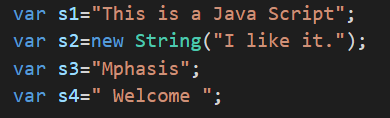 var s1="This is a Java Script";
var s2=new String("I like it.");
var s3="Mphasis";
var s4=" Welcome ";